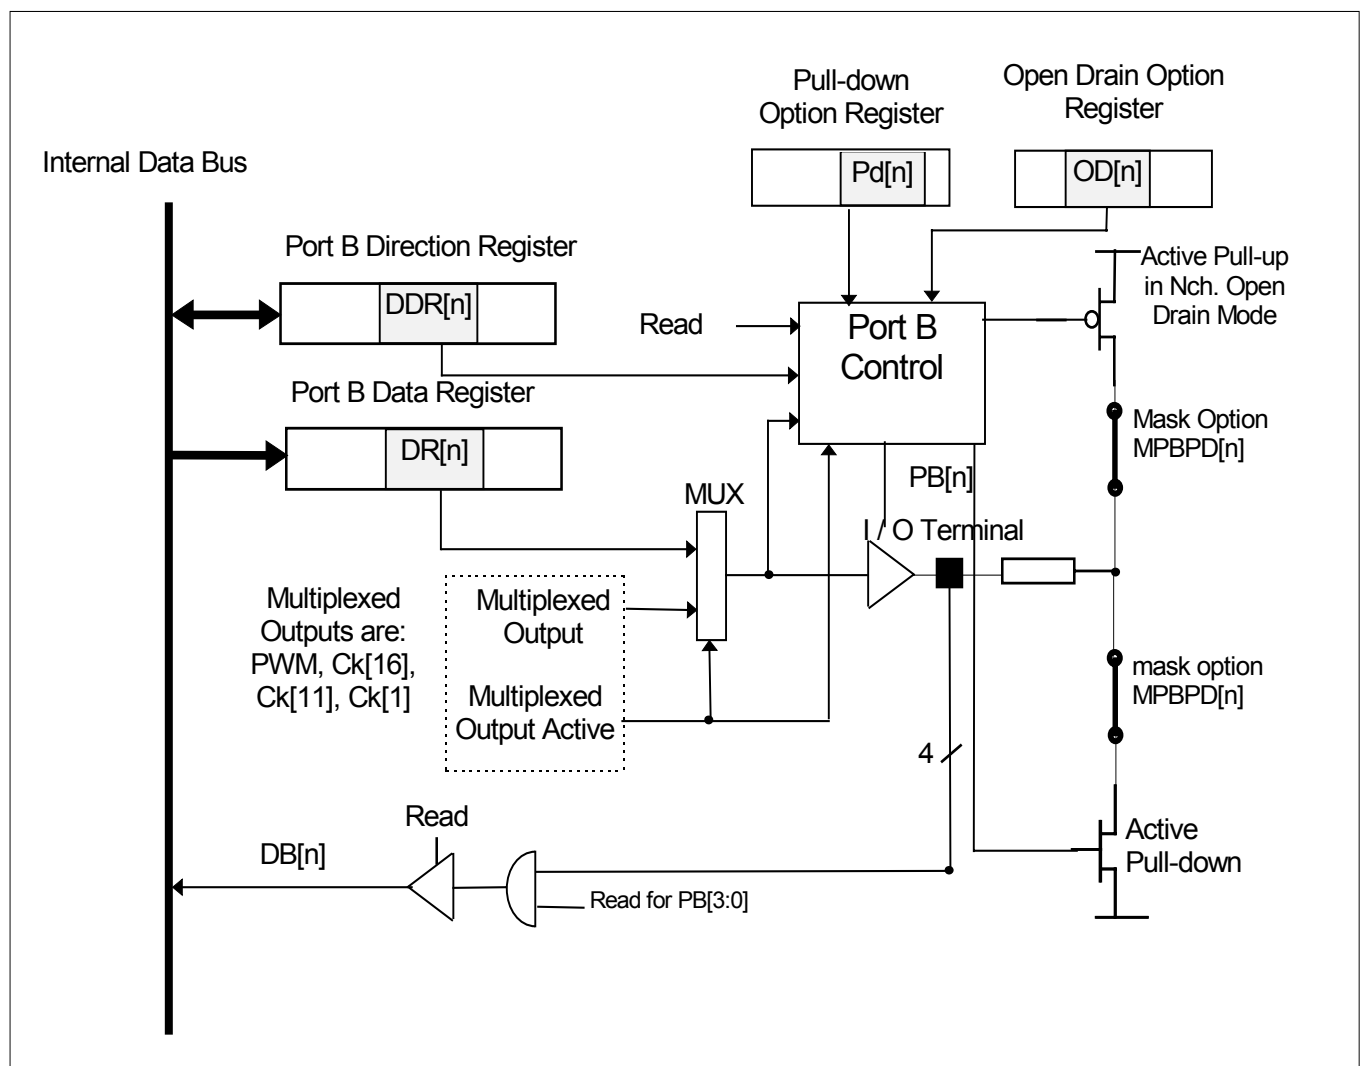 Pull-down
Option Register
Open Drain Option
Register
Internal Data Bus
Pd[n]
OD[n]
Port B Direction Register
DDR[n]
Active Pull-up
in Nch. Open
Drain Mode
Read
Port B
Control
Port B Data Register
DR[n]
Mask Option
MPBPD[n]
MUX
PB[n]
I / O Terminal
Multiplexed
Outputs are:
PWM, Ck[16],
Ck[11], Ck[1]
Multiplexed
Output
Multiplexed
Output Active
mask option
MPBPD[n]
4
Read
DB[n]
Read for PB[3:0]
Active
Pull-down